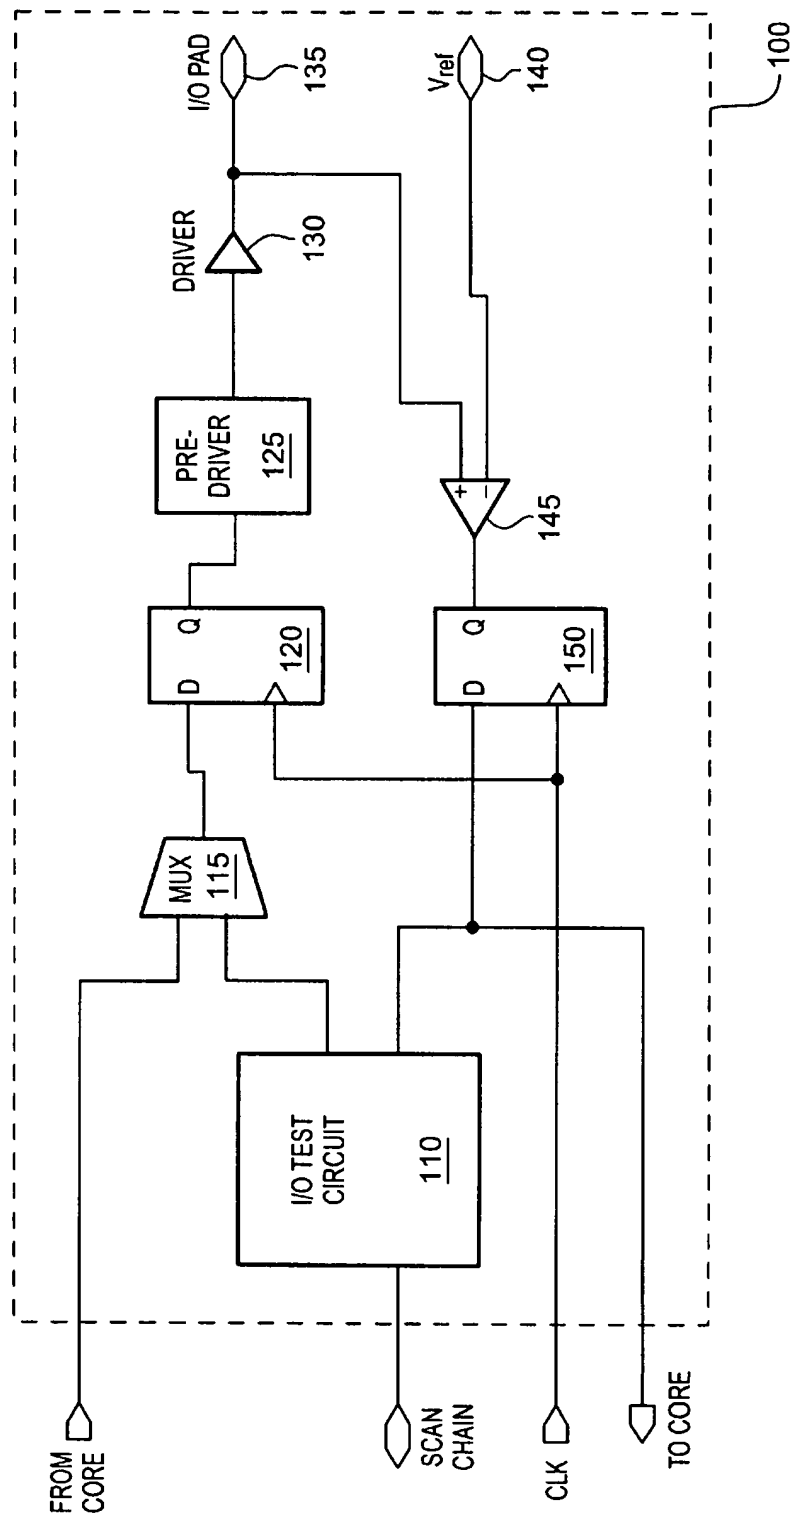 FROM
CORE
SCAN
CHAIN
CLK
TO CORE
I/O TEST
CIRCUIT
110
MUX
115
D
Q
120
D
Q
150
PRE-
DRIVER
125
DRIVER
130
+
–
145
I/O PAD
135
Vref
140
100